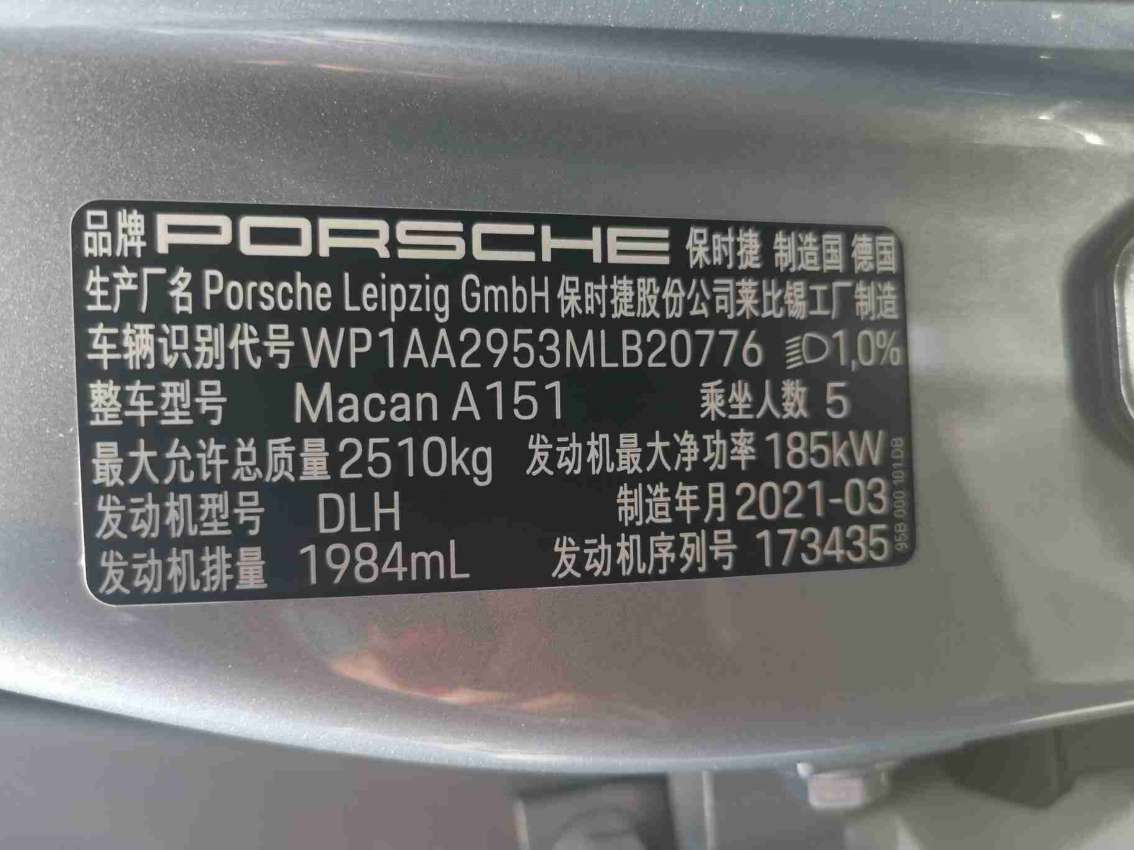 品牌 PORSCHE 保时捷 制造国 德国
生产厂名 Porsche Leipzig GmbH 保时捷股份公司莱比锡工厂制造
车辆识别代号 WP1AA2953MLB20776 1,0%
整车型号 Macan A151 乘坐人数 5
最大允许总质量 2510kg 发动机最大净功率 185kW
发动机型号 DLH 制造年月 2021-03
发动机排量 1984mL 发动机序列号 173435
95B 000 101 DB